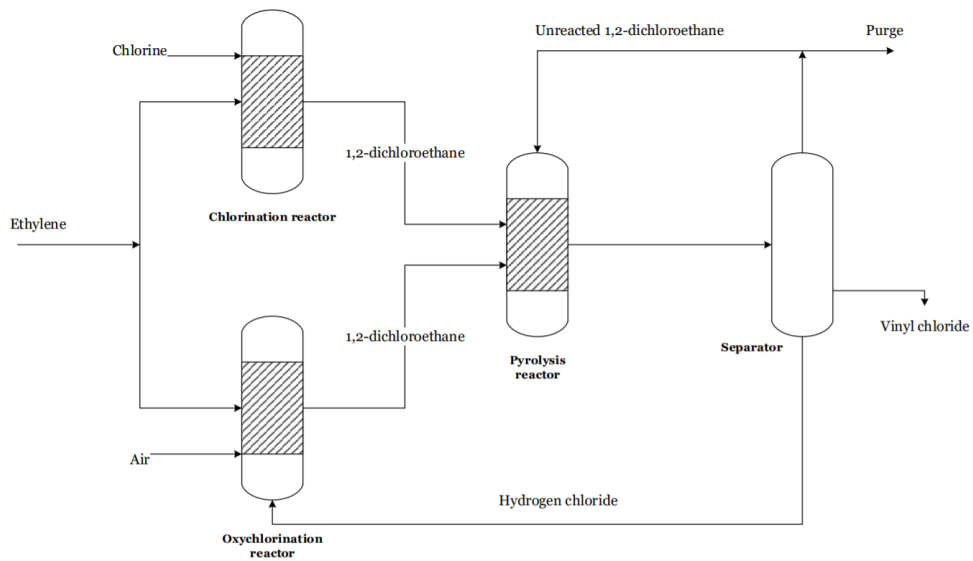 Unreacted 1,2-dichloroethane
Purge
Chlorine
1,2-dichloroethane
Chlorination reactor
Ethylene
1,2-dichloroethane
Vinyl chloride
Separator
Pyrolysis
reactor
Air
Hydrogen chloride
Oxychlorination
reactor